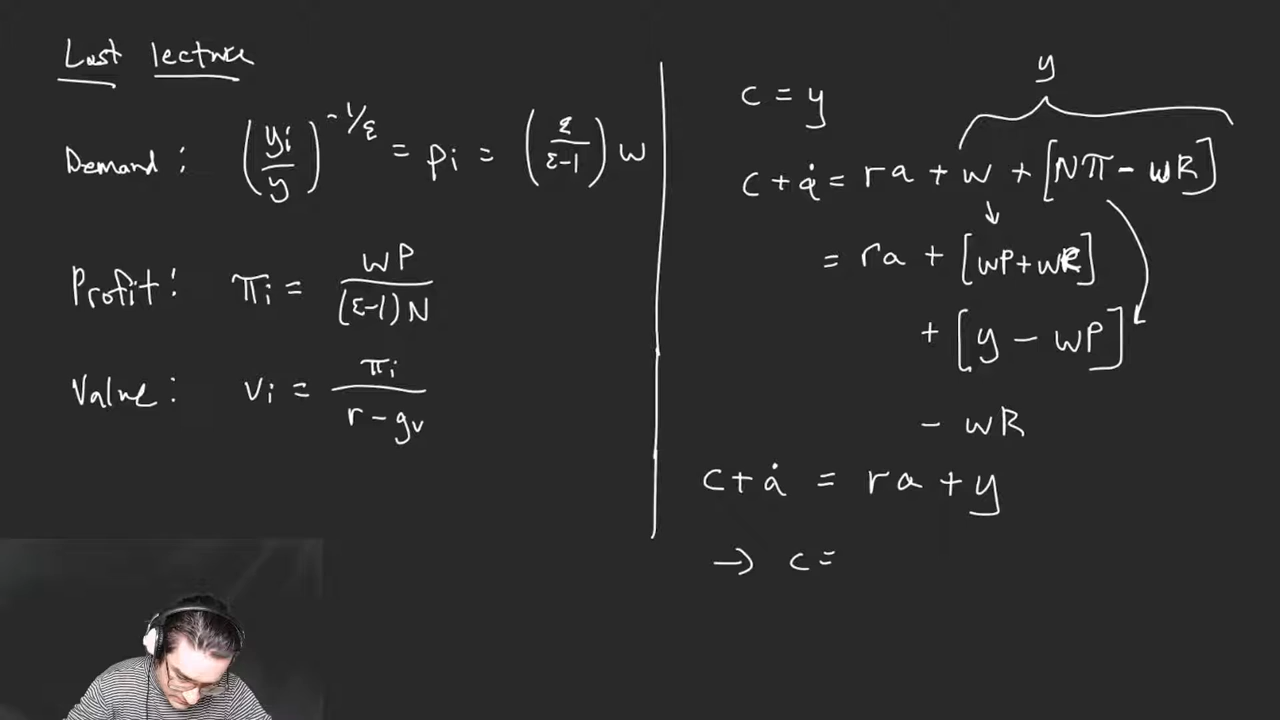 Last lecture
Demand: (yi/y)^(-1/ε) = pi = (ε/(ε-1)) w
Profit: πi = wP/((ε-1)N)
Value: vi = πi/(r - gv)
c = y
y
c + ȧ = ra + w + [Nπ - wR]
= ra + [wP + wR]
+ [y - wP]
- wR
c + ȧ = ra + y
→ c =